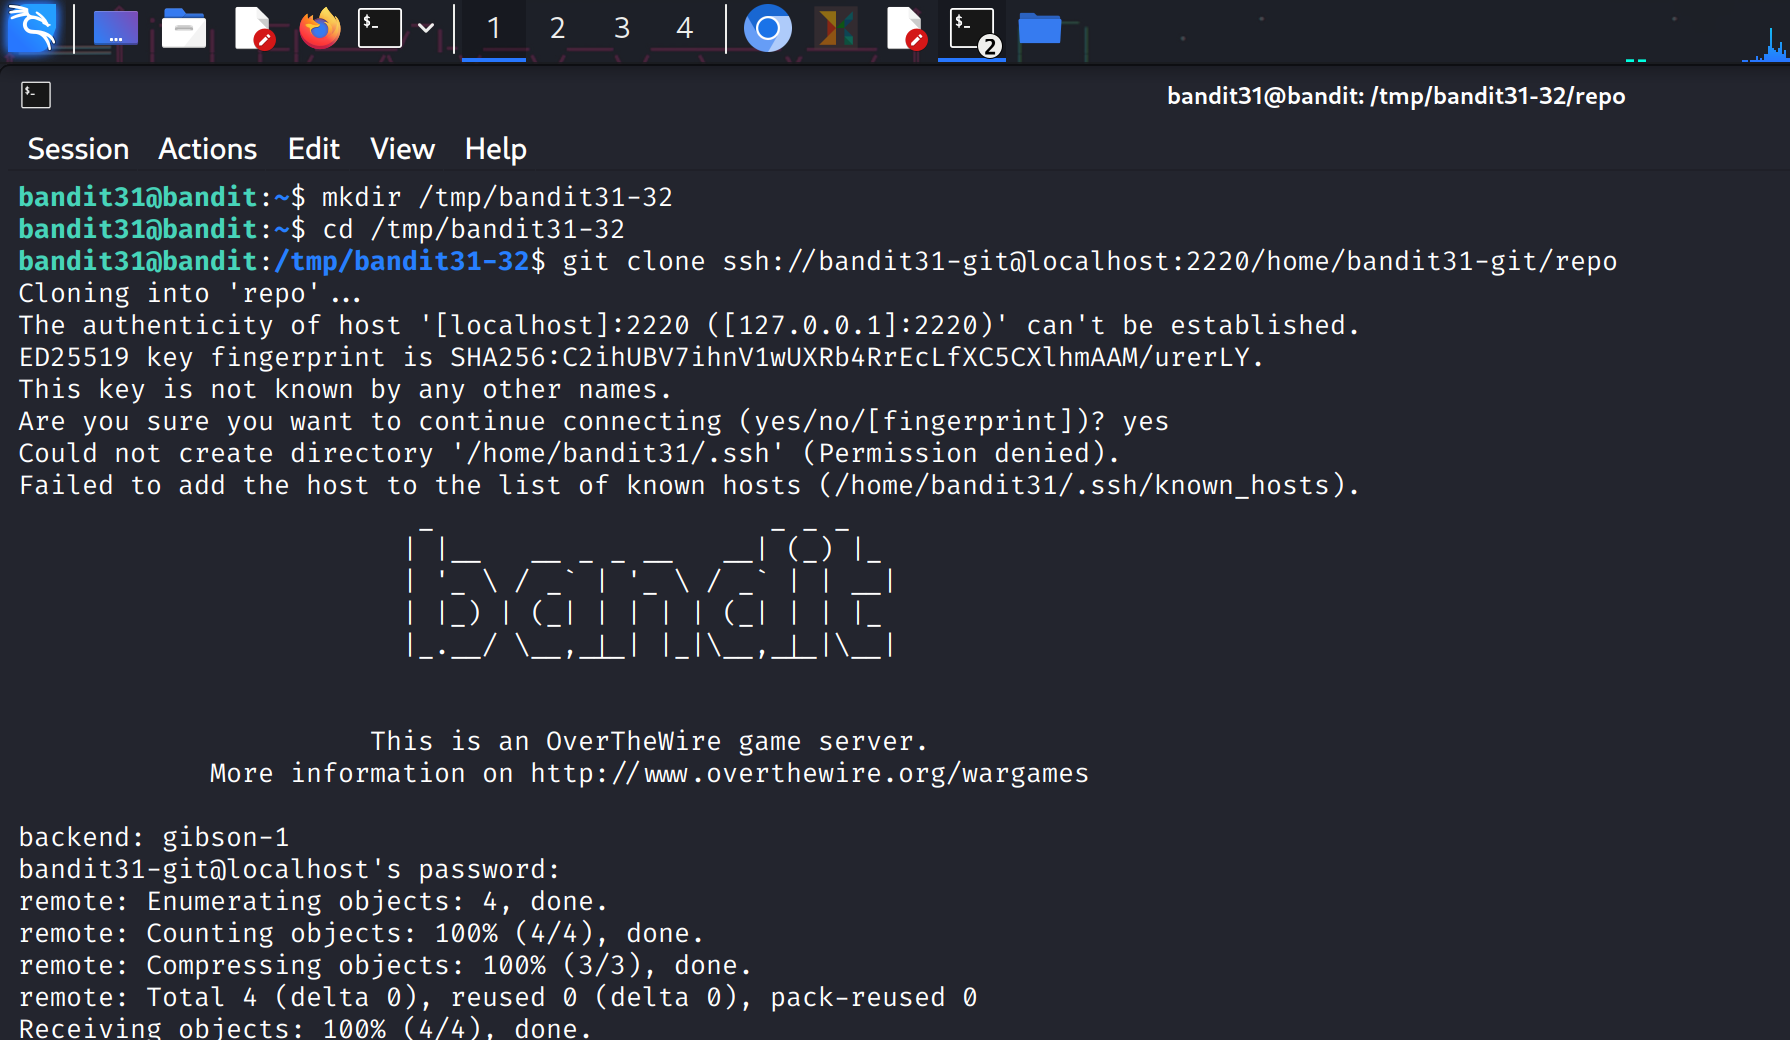 1 2 3 4
2
bandit31@bandit: /tmp/bandit31-32/repo
Session Actions Edit View Help
bandit31@bandit:~$ mkdir /tmp/bandit31-32
bandit31@bandit:~$ cd /tmp/bandit31-32
bandit31@bandit:/tmp/bandit31-32$ git clone ssh://bandit31-git@localhost:2220/home/bandit31-git/repo
Cloning into 'repo'...
The authenticity of host '[localhost]:2220 ([127.0.0.1]:2220)' can't be established.
ED25519 key fingerprint is SHA256:C2ihUBV7ihnV1wUXRb4RrEcLfXC5CXlhmAAM/urerLY.
This key is not known by any other names.
Are you sure you want to continue connecting (yes/no/[fingerprint])? yes
Could not create directory '/home/bandit31/.ssh' (Permission denied).
Failed to add the host to the list of known hosts (/home/bandit31/.ssh/known_hosts).
bandit
This is an OverTheWire game server.
More information on http://www.overthewire.org/wargames
backend: gibson-1
bandit31-git@localhost's password:
remote: Enumerating objects: 4, done.
remote: Counting objects: 100% (4/4), done.
remote: Compressing objects: 100% (3/3), done.
remote: Total 4 (delta 0), reused 0 (delta 0), pack-reused 0
Receiving objects: 100% (4/4), done.